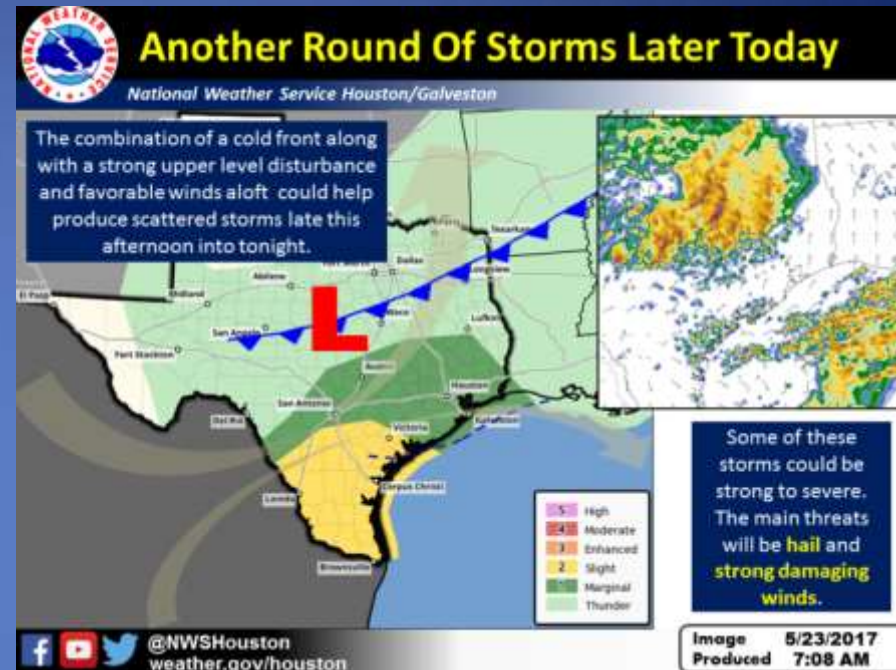 NATIONAL WEATHER SERVICE
Another Round Of Storms Later Today
National Weather Service Houston/Galveston
The combination of a cold front along
with a strong upper level disturbance
and favorable winds aloft could help
produce scattered storms late this
afternoon into tonight.
Texarkana
Dallas
Longview
Abilene
Midland
El Paso
Waco
San Angelo
Lufkin
Fort Stockton
Austin
Houston
San Antonio
Galveston
Del Rio
Victoria
Corpus Christi
Laredo
Brownsville
L
5 High
4 Moderate
3 Enhanced
2 Slight
1 Marginal
Thunder
Some of these
storms could be
strong to severe.
The main threats
will be hail and
strong damaging
winds.
@NWSHouston
weather.gov/houston
Image 5/23/2017
Produced 7:08 AM